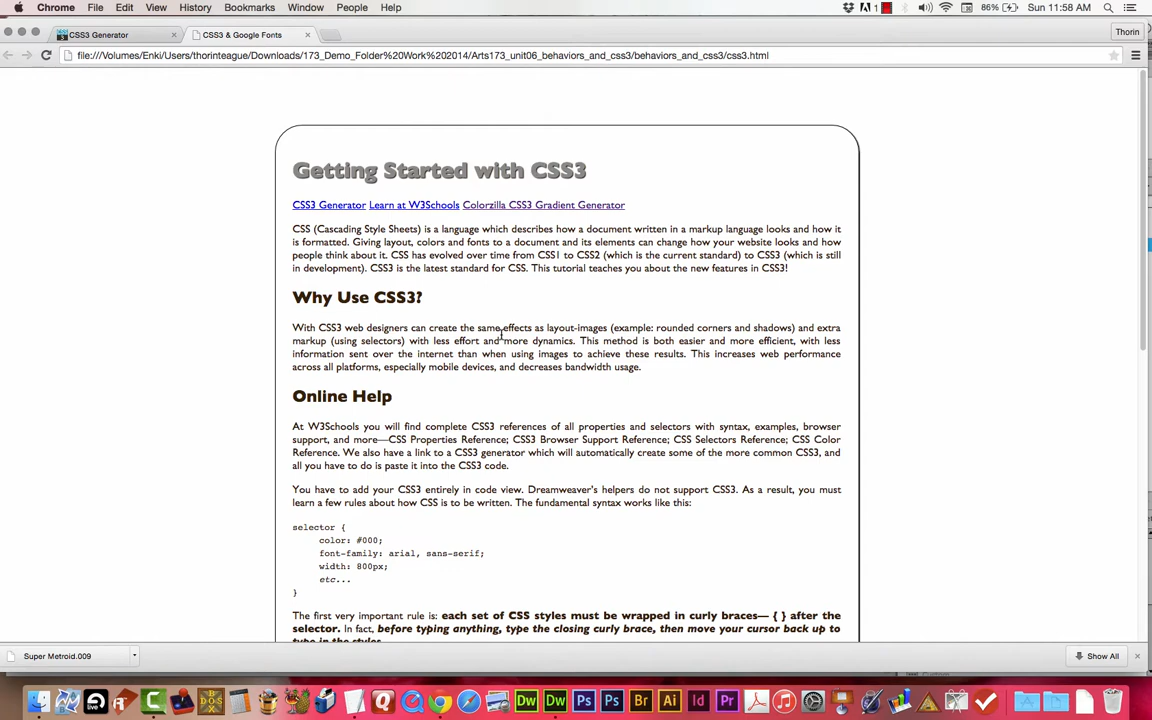 Chrome File Edit View History Bookmarks Window People Help 1 86% Sun 11:58 AM
CSS3 Generator × CSS3 & Google Fonts × Thorin
file:///Volumes/Enki/Users/thorinteague/Downloads/173_Demo_Folder%20Work%202014/Arts173_unit06_behaviors_and_css3/behaviors_and_css3/css3.html
Getting Started with CSS3
CSS3 Generator Learn at W3Schools Colorzilla CSS3 Gradient Generator
CSS (Cascading Style Sheets) is a language which describes how a document written in a markup language looks and how it
is formatted. Giving layout, colors and fonts to a document and its elements can change how your website looks and how
people think about it. CSS has evolved over time from CSS1 to CSS2 (which is the current standard) to CSS3 (which is still
in development). CSS3 is the latest standard for CSS. This tutorial teaches you about the new features in CSS3!
Why Use CSS3?
With CSS3 web designers can create the same effects as layout-images (example: rounded corners and shadows) and extra
markup (using selectors) with less effort and more dynamics. This method is both easier and more efficient, with less
information sent over the internet than when using images to achieve these results. This increases web performance
across all platforms, especially mobile devices, and decreases bandwidth usage.
Online Help
At W3Schools you will find complete CSS3 references of all properties and selectors with syntax, examples, browser
support, and more—CSS Properties Reference; CSS3 Browser Support Reference; CSS Selectors Reference; CSS Color
Reference. We also have a link to a CSS3 generator which will automatically create some of the more common CSS3, and
all you have to do is paste it into the CSS3 code.
You have to add your CSS3 entirely in code view. Dreamweaver's helpers do not support CSS3. As a result, you must
learn a few rules about how CSS is to be written. The fundamental syntax works like this:
selector {
color: #000;
font-family: arial, sans-serif;
width: 800px;
etc...
}
The first very important rule is: each set of CSS styles must be wrapped in curly braces— { } after the
selector. In fact, before typing anything, type the closing curly brace, then move your cursor back up to
type in the styles.
Super Metroid.009 Show All ×
live BOSX Dw Dw Ps Ps Br Ai Id Pr